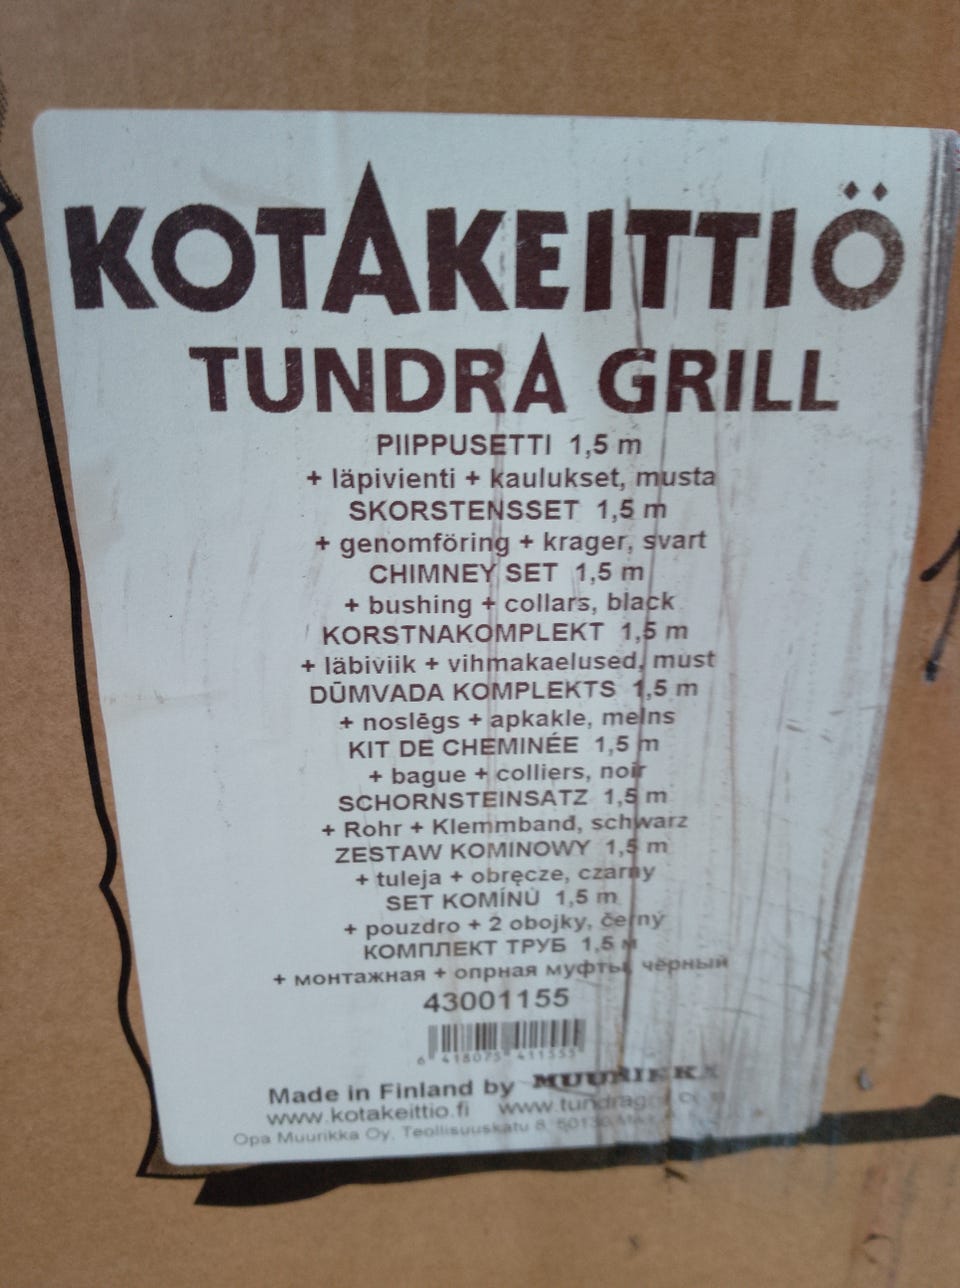 KOTAKEITTIÖ
TUNDRA GRILL
PIIPPUSETTI 1,5 m
+ läpivienti + kaulukset, musta
SKORSTENSSET 1,5 m
+ genomföring + krager, svart
CHIMNEY SET 1,5 m
+ bushing + collars, black
KORSTNAKOMPLEKT 1,5 m
+ läbiviik + vihmakaelused, must
DŪMVADA KOMPLEKTS 1,5 m
+ noslēgs + apkakle, melns
KIT DE CHEMINÉE 1,5 m
+ bague + colliers, noir
SCHORNSTEINSATZ 1,5 m
+ Rohr + Klemmband, schwarz
ZESTAW KOMINOWY 1,5 m
+ tuleja + obręcze, czarny
SET KOMÍNŮ 1,5 m
+ pouzdro + 2 obojky, černý
КОМПЛЕКТ ТРУБ 1,5 м
+ монтажная + опрная муфты, чёрный
43001155
6 418075 411555
Made in Finland by MUURIKKA
www.kotakeittio.fi
Opa Muurikka Oy, Teollisuuskatu 8, 50130